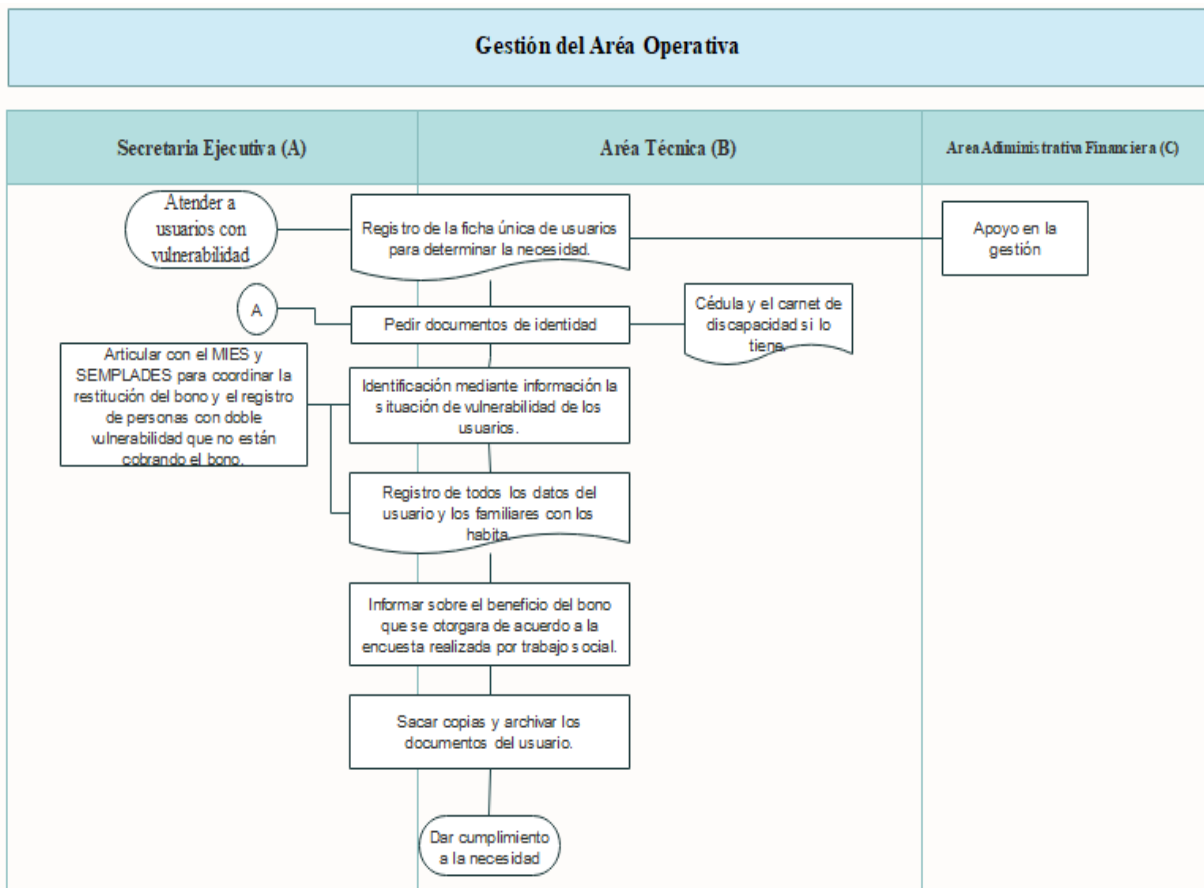 Gestión del Aréa Operativa
Secretaria Ejecutiva (A)
Aréa Técnica (B)
Area Adiministrativa Financiera (C)
Atender a
usuarios con
vulnerabilidad
Registro de la ficha única de usuarios
para determinar la necesidad.
Apoyo en la
gestión
A
Pedir documentos de identidad
Cédula y el carnet de
discapacidad si lo
tiene.
Articular con el MIES y
SEMPLADES para coordinar la
restitución del bono y el registro
de personas con doble
vulnerabilidad que no están
cobrando el bono.
Identificación mediante información la
situación de vulnerabilidad de los
usuarios.
Registro de todos los datos del
usuario y los familiares con los
habita.
Informar sobre el beneficio del bono
que se otorgara de acuerdo a la
encuesta realizada por trabajo social.
Sacar copias y archivar los
documentos del usuario.
Dar cumplimiento
a la necesidad